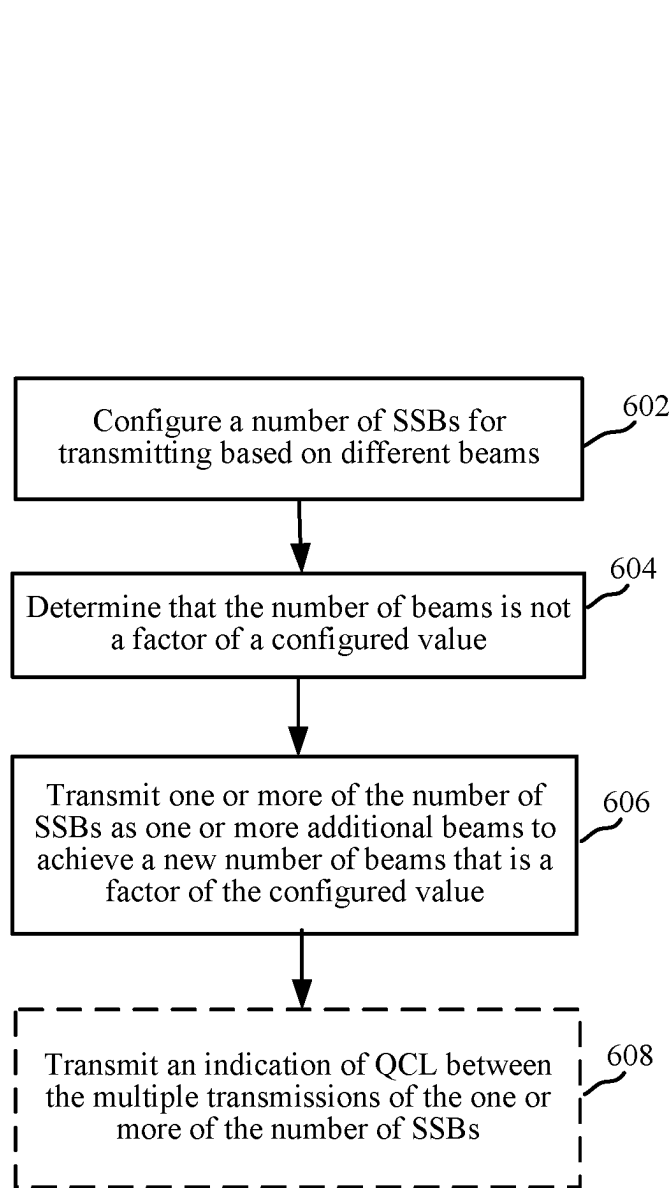 Configure a number of SSBs for
transmitting based on different beams
602
Determine that the number of beams is not
a factor of a configured value
604
Transmit one or more of the number of
SSBs as one or more additional beams to
achieve a new number of beams that is a
factor of the configured value
606
Transmit an indication of QCL between
the multiple transmissions of the one or
more of the number of SSBs
608